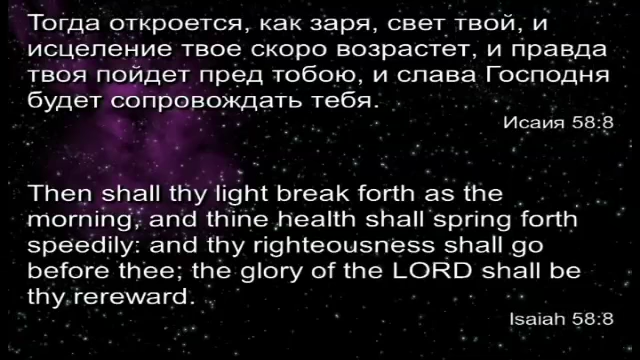 Тогда откроется, как заря, свет твой, и
исцеление твое скоро возрастет, и правда
твоя пойдет пред тобою, и слава Господня
будет сопровождать тебя.
Исаия 58:8
Then shall thy light break forth as the
morning, and thine health shall spring forth
speedily: and thy righteousness shall go
before thee; the glory of the LORD shall be
thy rereward.
Isaiah 58:8